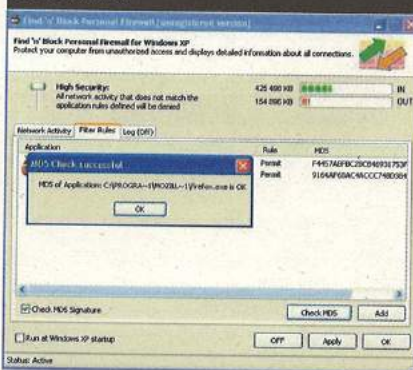 Find 'n' Block Personal Firewall [unregistered version]
Find 'n' Block Personal Firewall for Windows XP
Protect your computer from unauthorized access and displays detailed information about all connections.
High Security:
All network activity that does not match the
application rules defined will be denied
425 490 KB IN
154 896 KB OUT
Network Activity Filter Rules Log (Off)
Application Rule MD5
MD5 Check successful
Permit
Permit
MD5 of Application: C:\PROGRA~1\MOZILL~1\firefox.exe is OK
OK
Check MD5 Signature
Check MD5 Add
Run at Windows XP startup
OFF Apply OK
Status: Active